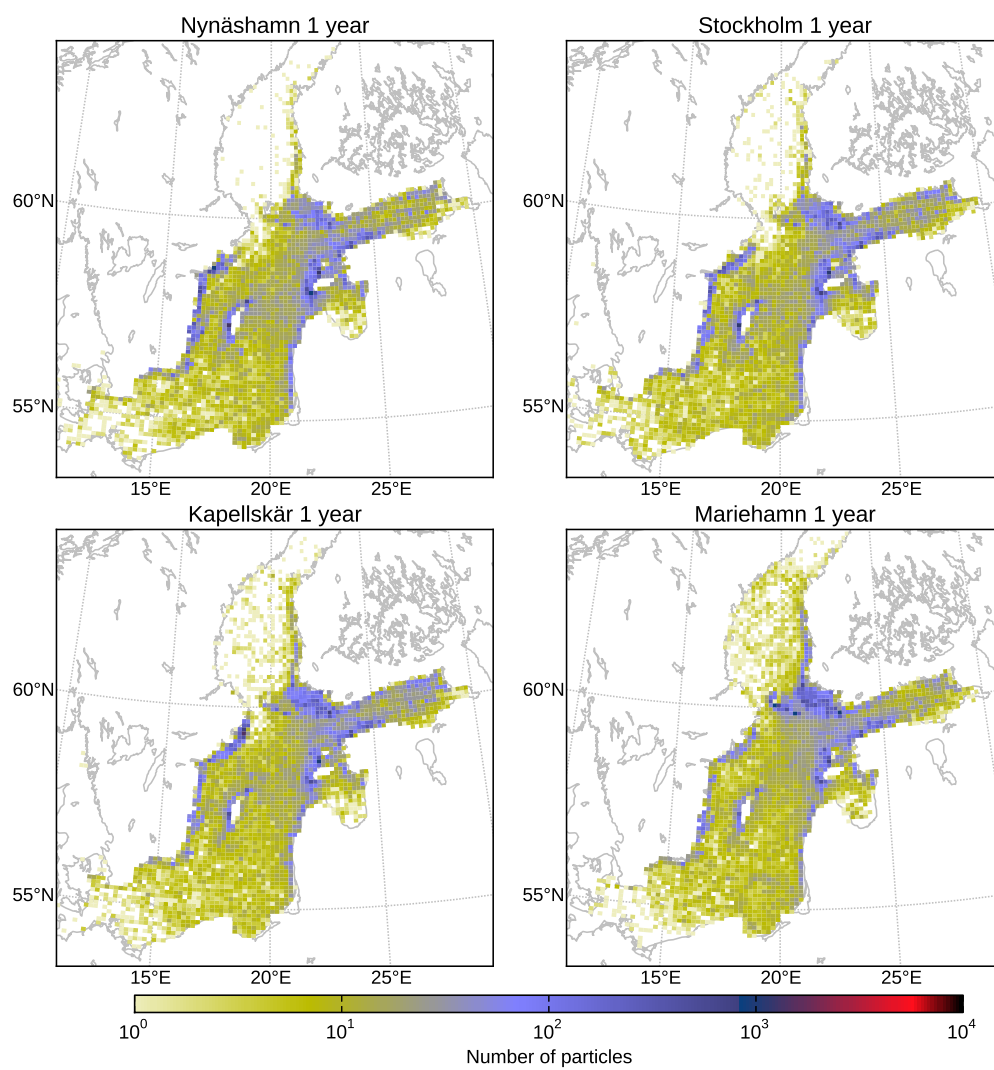 Nynäshamn 1 year
Stockholm 1 year
60°N
60°N
55°N
55°N
15°E 20°E 25°E
15°E 20°E 25°E
Kapellskär 1 year
Mariehamn 1 year
60°N
60°N
55°N
55°N
15°E 20°E 25°E
15°E 20°E 25°E
10^0 10^1 10^2 10^3 10^4
Number of particles